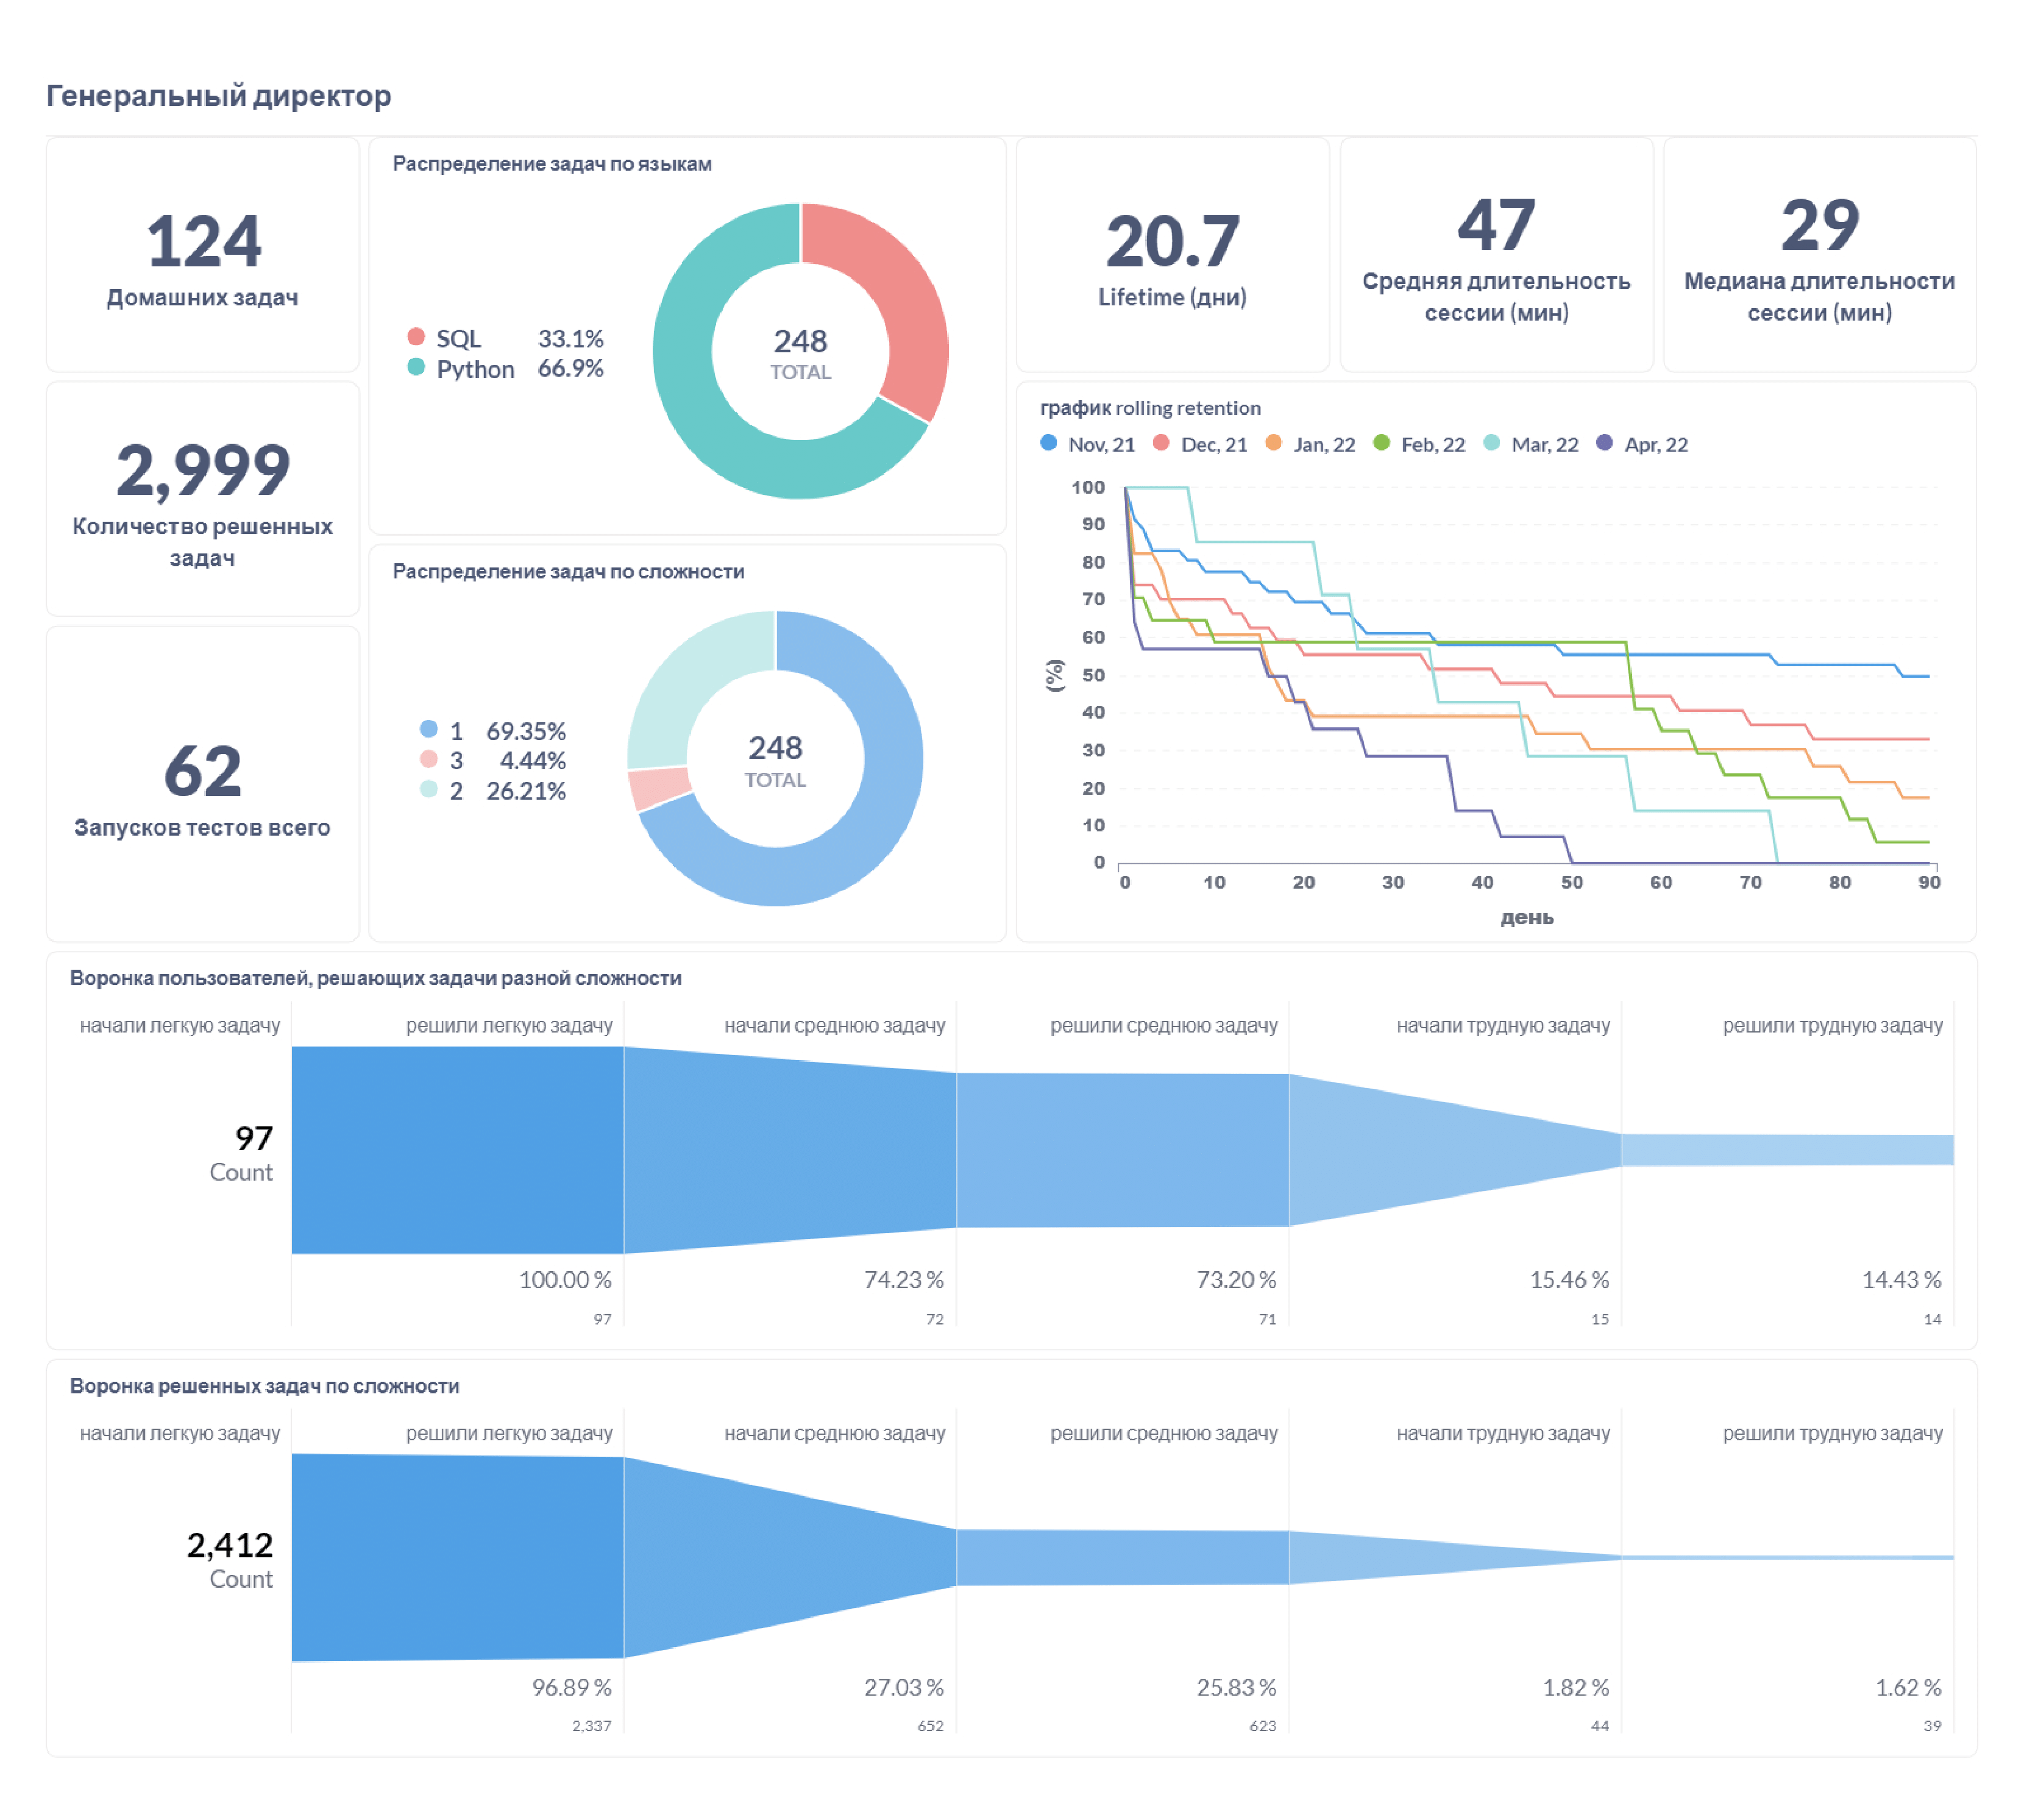 Генеральный директор
124
Домашних задач
2,999
Количество решенных
задач
62
Запусков тестов всего
Распределение задач по языкам
SQL 33.1%
Python 66.9%
248
TOTAL
Распределение задач по сложности
1 69.35%
3 4.44%
2 26.21%
248
TOTAL
20.7
Lifetime (дни)
47
Средняя длительность
сессии (мин)
29
Медиана длительности
сессии (мин)
график rolling retention
Nov, 21 Dec, 21 Jan, 22 Feb, 22 Mar, 22 Apr, 22
100
90
80
70
60
50
40
30
20
10
0
(%)
0 10 20 30 40 50 60 70 80 90
день
Воронка пользователей, решающих задачи разной сложности
начали легкую задачу решили легкую задачу начали среднюю задачу решили среднюю задачу начали трудную задачу решили трудную задачу
97
Count
100.00 % 74.23 % 73.20 % 15.46 % 14.43 %
97 72 71 15 14
Воронка решенных задач по сложности
начали легкую задачу решили легкую задачу начали среднюю задачу решили среднюю задачу начали трудную задачу решили трудную задачу
2,412
Count
96.89 % 27.03 % 25.83 % 1.82 % 1.62 %
2,337 652 623 44 39